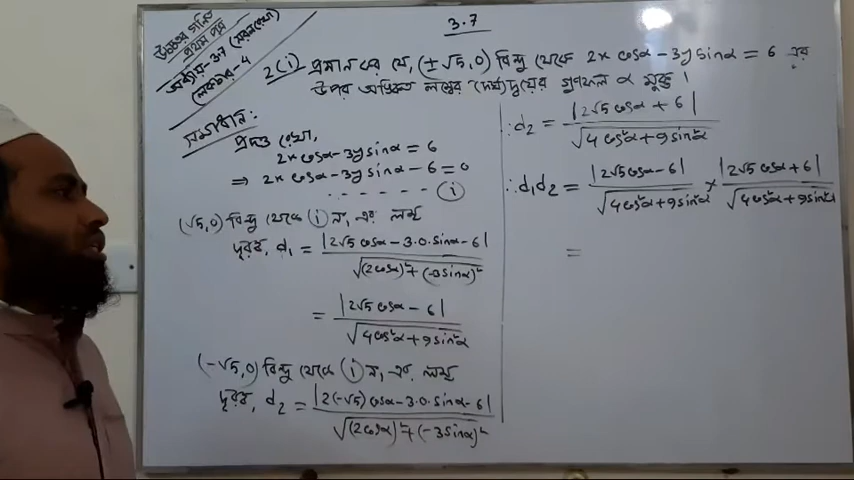 উচ্চতর গণিত
প্রথম পত্র
অধ্যায়-3.7 (সরলরেখা)
(লেকচার-4)
3.7
2(i) প্রমাণ কর যে, (±√5,0) বিন্দু থেকে 2x cosα-3y sinα = 6 এর
উপর অঙ্কিত লম্বের দৈর্ঘ্যদ্বয়ের গুণফল α মুক্ত।
সমাধান:
প্রদত্ত রেখা,
2x cosα-3y sinα = 6
⇒ 2x cosα-3y sinα - 6 = 0
- - - - - - - (i)
(√5,0) বিন্দু থেকে (i) নং এর লম্ব
দূরত্ব, d₁ = |2√5 cosα - 3.0. sinα - 6| / √(2cosα)²+(-3sinα)²
= |2√5 cosα - 6| / √4cos²α+9sin²α
(-√5,0) বিন্দু থেকে (i) নং এর লম্ব
দূরত্ব, d₂ = |2(-√5) cosα - 3.0. sinα - 6| / √(2cosα)²+(-3sinα)²
∴ d₂ = |2√5 cosα + 6| / √4cos²α+9sin²α
∴ d₁d₂ = |2√5 cosα - 6| / √4cos²α+9sin²α × |2√5 cosα + 6| / √4cos²α+9sin²α
=